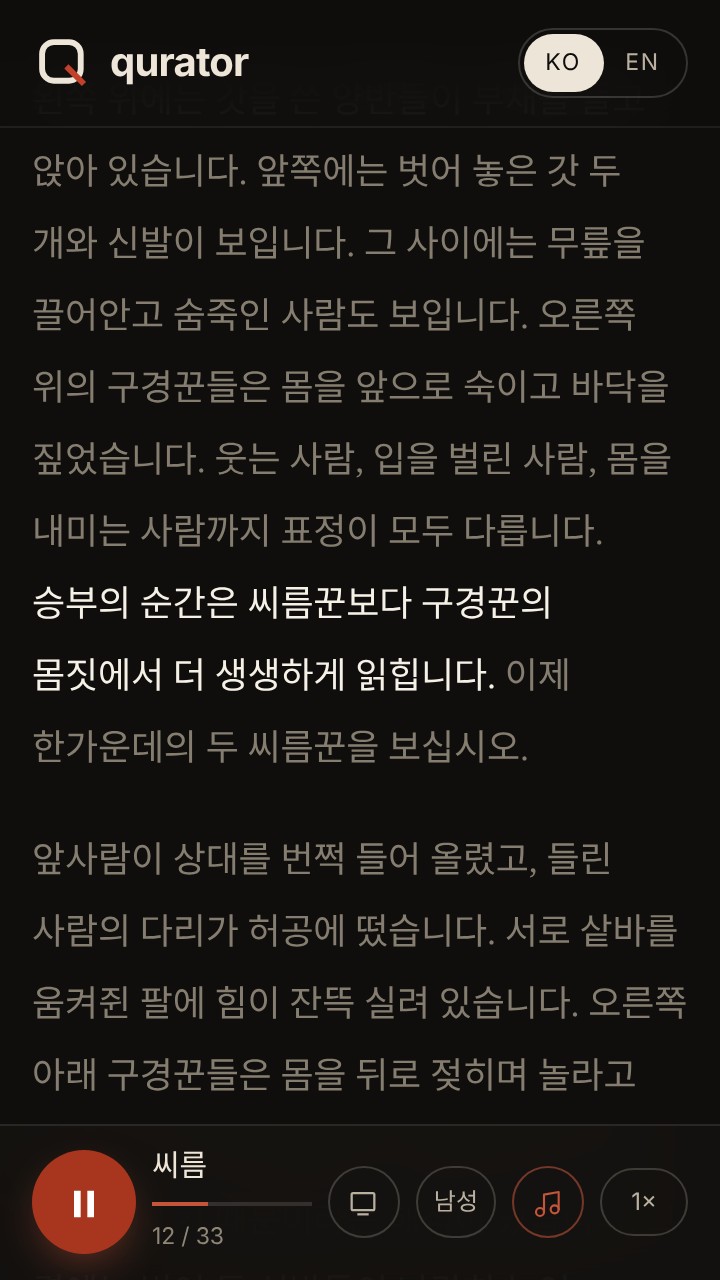 qurator
KO
EN
앉아 있습니다. 앞쪽에는 벗어 놓은 갓 두
개와 신발이 보입니다. 그 사이에는 무릎을
끌어안고 숨죽인 사람도 보입니다. 오른쪽
위의 구경꾼들은 몸을 앞으로 숙이고 바닥을
짚었습니다. 웃는 사람, 입을 벌린 사람, 몸을
내미는 사람까지 표정이 모두 다릅니다.
승부의 순간은 씨름꾼보다 구경꾼의
몸짓에서 더 생생하게 읽힙니다. 이제
한가운데의 두 씨름꾼을 보십시오.
앞사람이 상대를 번쩍 들어 올렸고, 들린
사람의 다리가 허공에 떴습니다. 서로 샅바를
움켜쥔 팔에 힘이 잔뜩 실려 있습니다. 오른쪽
아래 구경꾼들은 몸을 뒤로 젖히며 놀라고
씨름
12 / 33
남성
1×